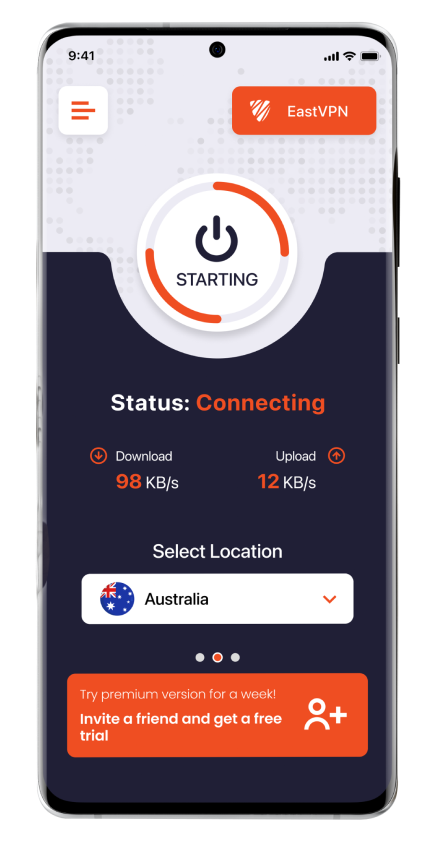 9:41
EastVPN
STARTING
Status: Connecting
Download
Upload
98 KB/s
12 KB/s
Select Location
Australia
Try premium version for a week!
Invite a friend and get a free
trial